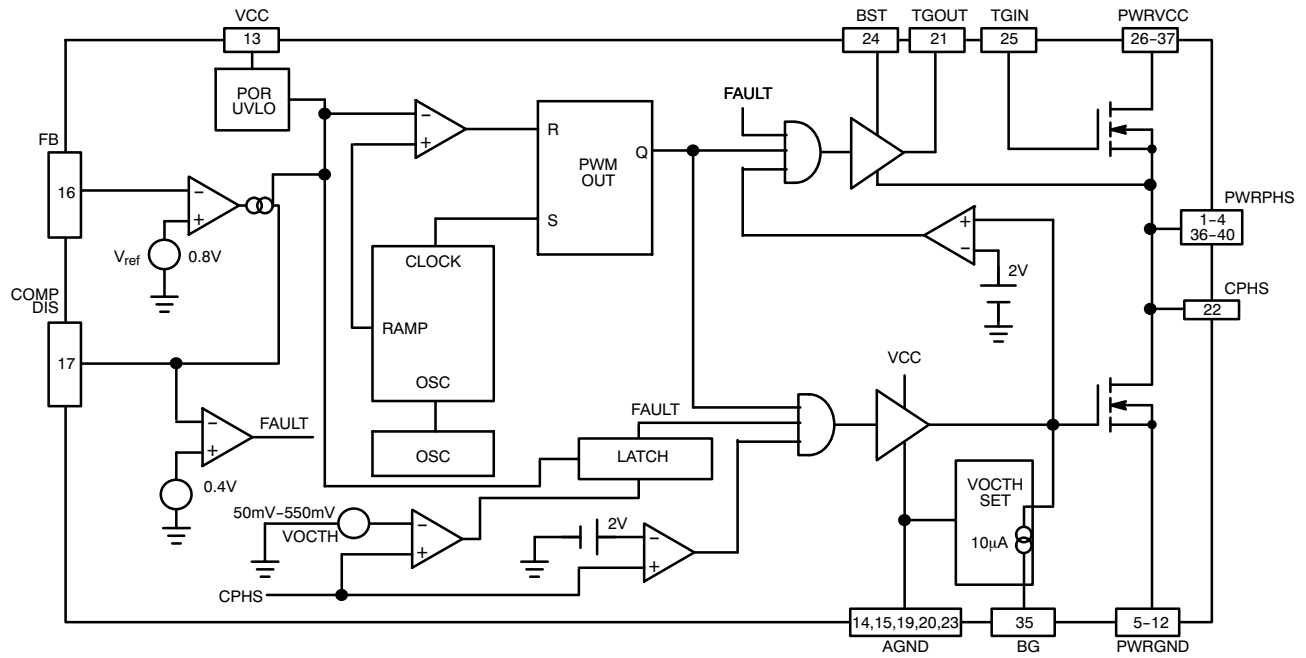 VCC
13
BST
24
TGOUT
21
TGIN
25
PWRVCC
26-37
POR
UVLO
FAULT
FB
16
R
PWM
OUT
Q
S
Vref
0.8V
CLOCK
2V
PWRPHS
1-4
36-40
CPHS
22
COMP
DIS
17
RAMP
OSC
VCC
FAULT
FAULT
OSC
LATCH
0.4V
50mV-550mV
VOCTH
2V
VOCTH
SET
10µA
CPHS
14,15,19,20,23
AGND
35
BG
5-12
PWRGND
−
+
−
+
+
−
−
+
−
+
−
+